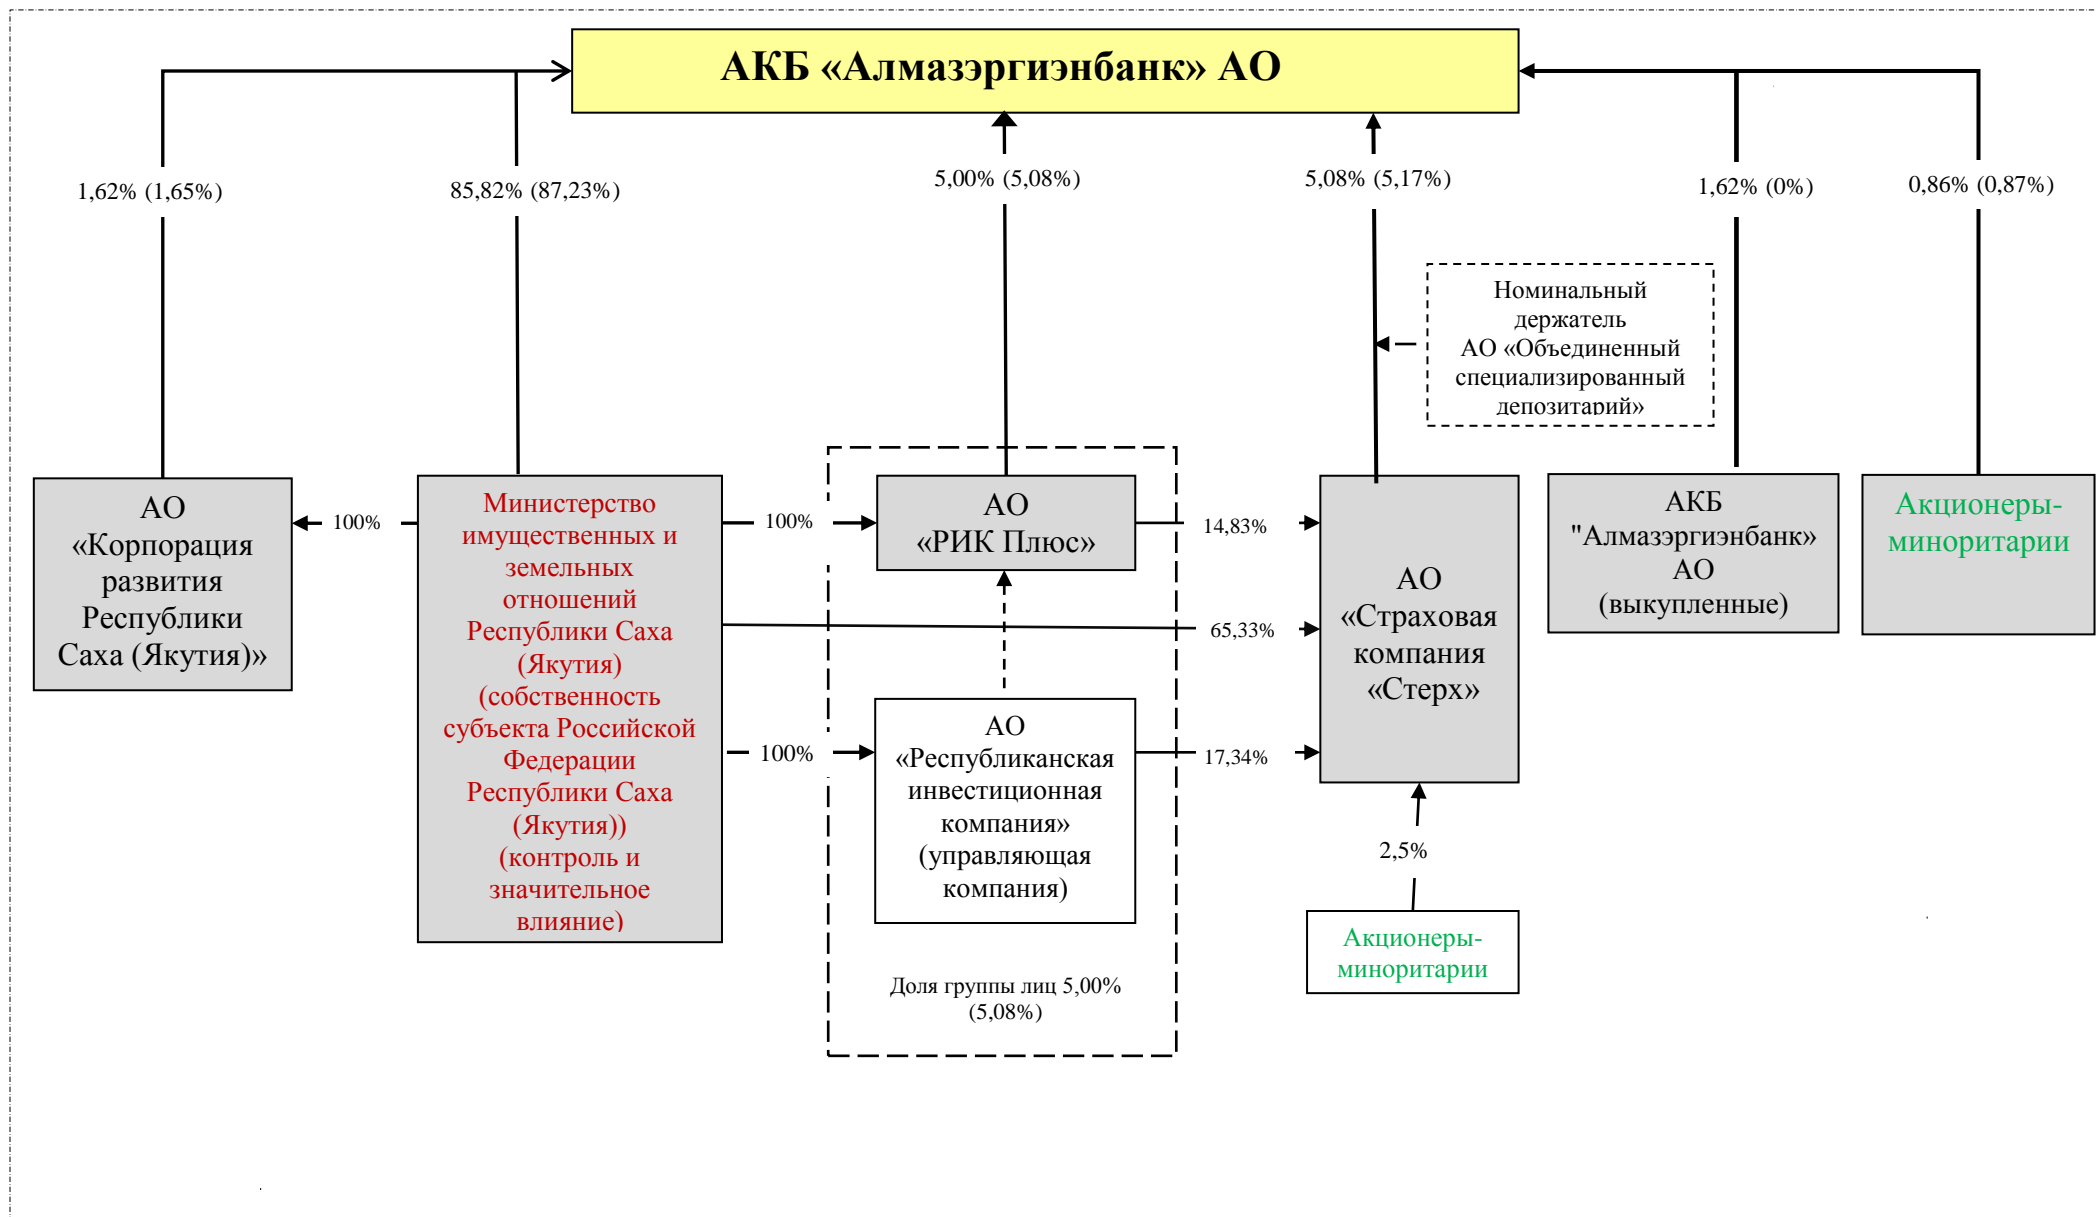 АКБ «Алмазэргиэнбанк» АО
1,62% (1,65%)
85,82% (87,23%)
5,00% (5,08%)
5,08% (5,17%)
1,62% (0%)
0,86% (0,87%)
Номинальный
держатель
АО «Объединенный
специализированный
депозитарий»
АО
«Корпорация
развития
Республики
Саха (Якутия)»
100%
Министерство
имущественных и
земельных
отношений
Республики Саха
(Якутия)
(собственность
субъекта Российской
Федерации
Республики Саха
(Якутия))
(контроль и
значительное
влияние)
100%
100%
АО
«РИК Плюс»
АО
«Республиканская
инвестиционная
компания»
(управляющая
компания)
Доля группы лиц 5,00%
(5,08%)
14,83%
65,33%
17,34%
АО
«Страховая
компания
«Стерх»
2,5%
Акционеры-
миноритарии
АКБ
"Алмазэргиэнбанк»
АО
(выкупленные)
Акционеры-
миноритарии